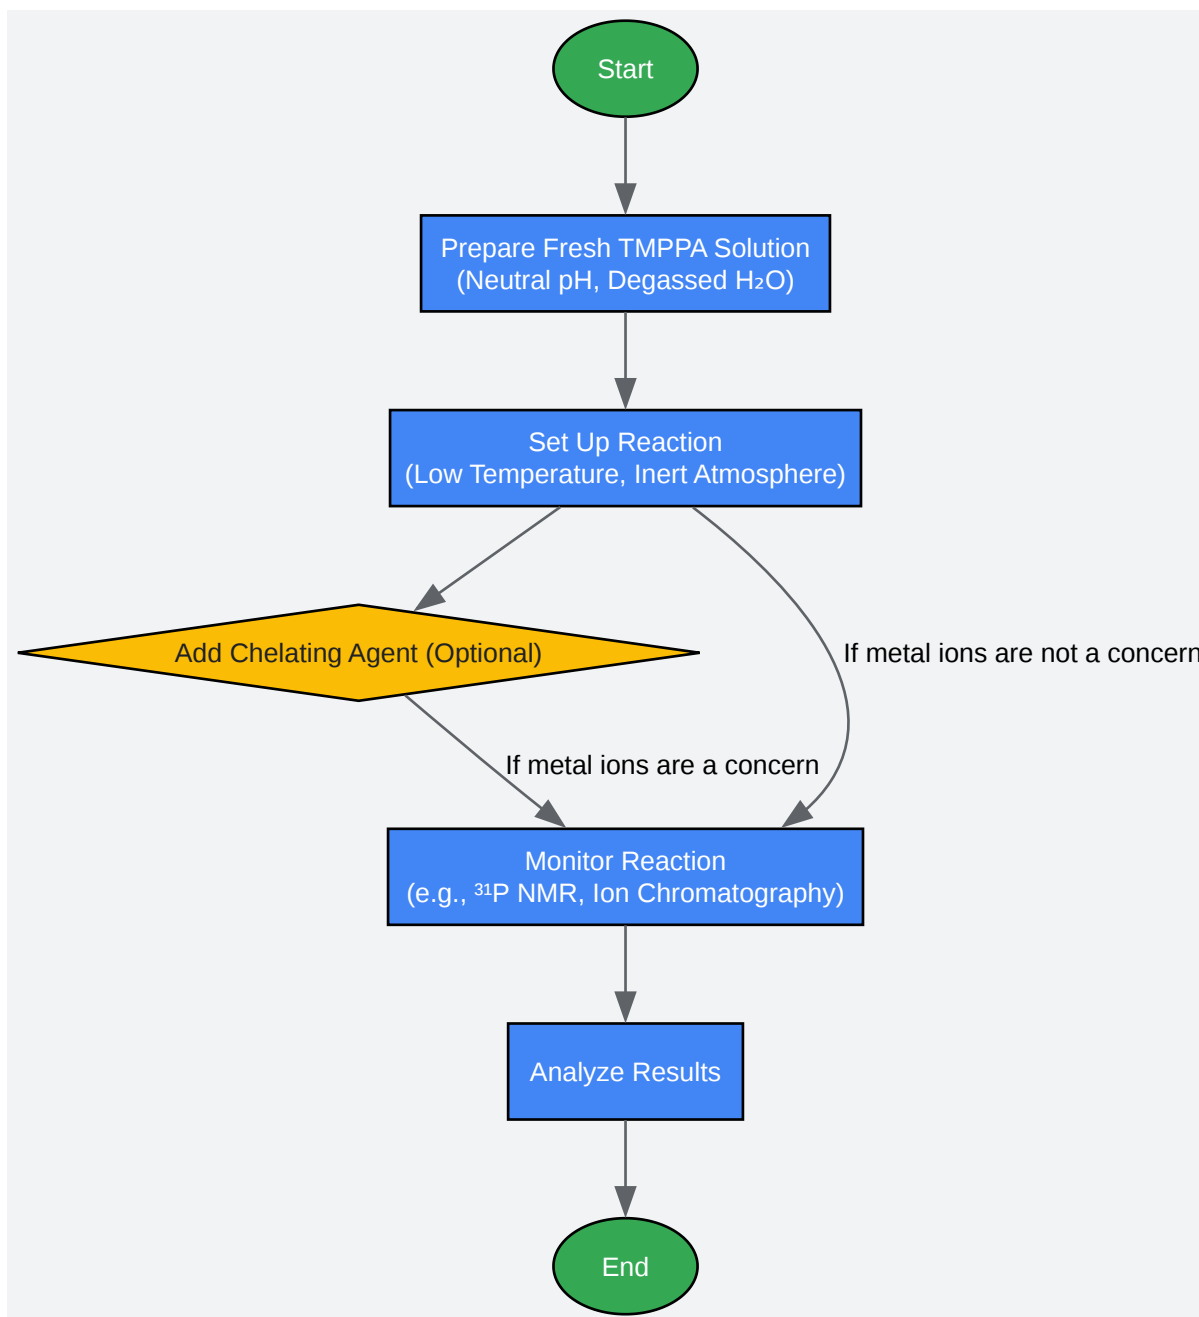 Start
Prepare Fresh TMPPA Solution
(Neutral pH, Degassed H₂O)
Set Up Reaction
(Low Temperature, Inert Atmosphere)
Add Chelating Agent (Optional)
If metal ions are not a concern
If metal ions are a concern
Monitor Reaction
(e.g., ³¹P NMR, Ion Chromatography)
Analyze Results
End